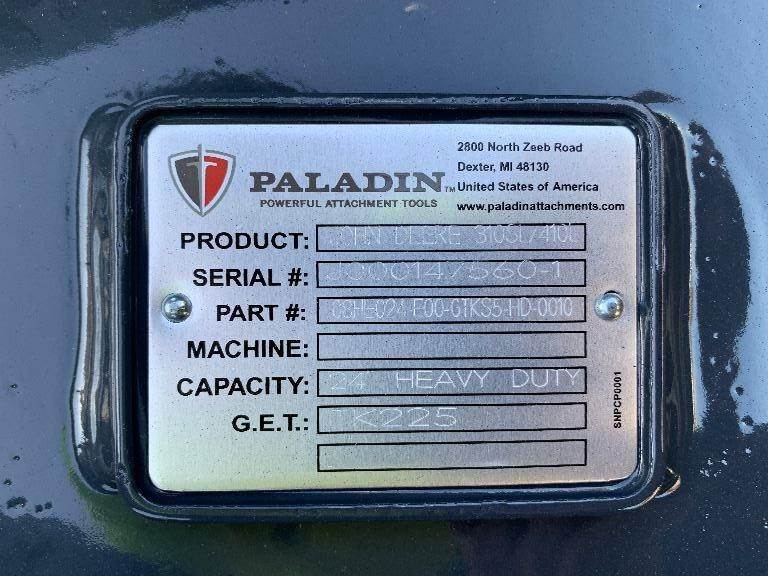 2800 North Zeeb Road
Dexter, MI 48130
United States of America
www.paladinattachments.com
PALADIN™
POWERFUL ATTACHMENT TOOLS
PRODUCT: JOHN DEERE 310SL/410L
SERIAL #:
PART #:
MACHINE:
CAPACITY: 24 HEAVY DUTY
G.E.T.: TK225
SNPCP0001